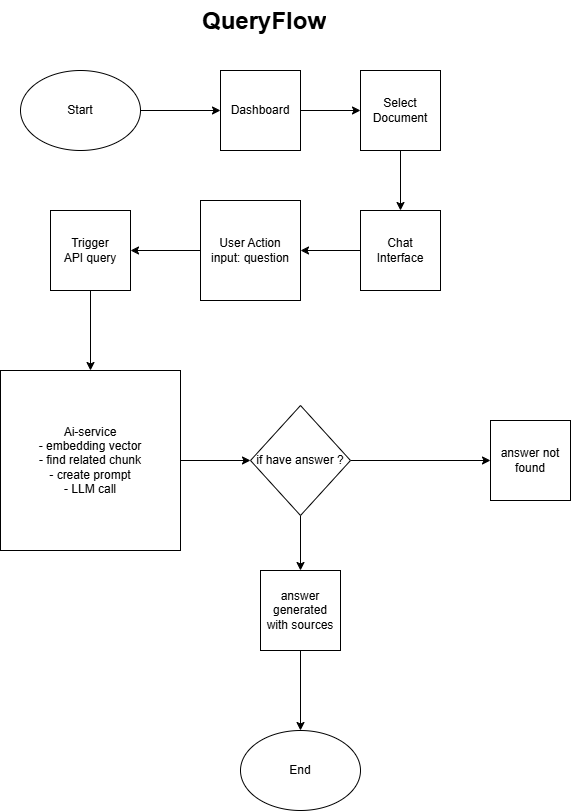 QueryFlow
Start
Dashboard
Select
Document
Trigger
API query
User Action
input: question
Chat
Interface
Ai-service
- embedding vector
- find related chunk
- create prompt
- LLM call
if have answer ?
answer not
found
answer
generated
with sources
End